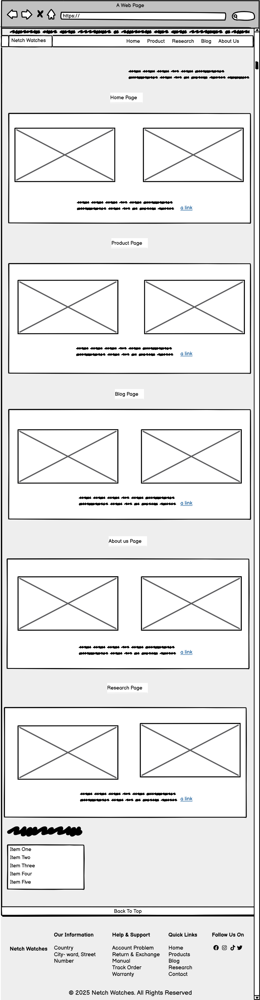 A Web Page
https://
Netch Watches
Home Product Research Blog About Us
Home Page
a link
Product Page
a link
Blog Page
a link
About us Page
a link
Research Page
a link
Item One
Item Two
Item Three
Item Four
Item Five
Back To Top
Netch Watches
Our Information
Country
City- ward, Street
Number
Help & Support
Account Problem
Return & Exchange
Manual
Track Order
Warranty
Quick Links
Home
Products
Blog
Research
Contact
Follow Us On
© 2025 Netch Watches. All Rights Reserved